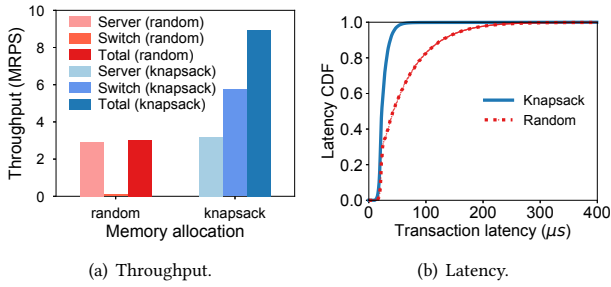 10
8
6
4
2
0
Throughput (MRPS)
Server (random)
Switch (random)
Total (random)
Server (knapsack)
Switch (knapsack)
Total (knapsack)
random
knapsack
Memory allocation
(a) Throughput.
1.0
0.8
0.6
0.4
0.2
0.0
Latency CDF
Knapsack
Random
0 100 200 300 400
Transaction latency (μs)
(b) Latency.